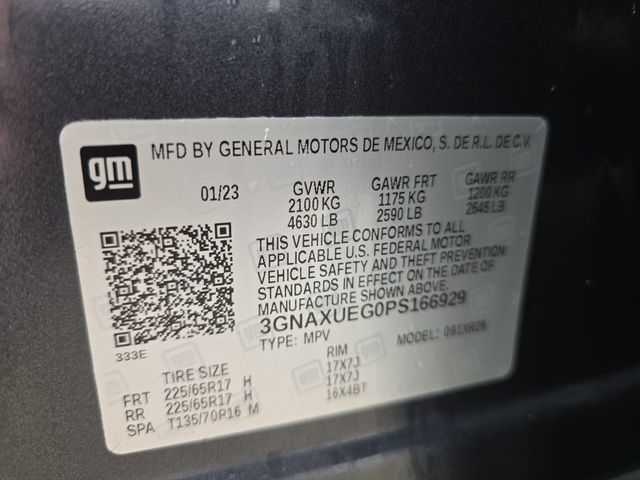 gm MFD BY GENERAL MOTORS DE MEXICO, S. DE R.L. DE C.V.
01/23 GVWR GAWR FRT GAWR RR
2100 KG 1175 KG 1200 KG
4630 LB 2590 LB 2645 LB
THIS VEHICLE CONFORMS TO ALL
APPLICABLE U.S. FEDERAL MOTOR
VEHICLE SAFETY AND THEFT PREVENTION
STANDARDS IN EFFECT ON THE DATE OF
MANUFACTURE SHOWN ABOVE.
3GNAXUEG0PS166929
333E TYPE: MPV MODEL: 091XR26
TIRE SIZE RIM
FRT 225/65R17 H 17X7J
RR 225/65R17 H 17X7J
SPA T135/70R16 M 16X4BT